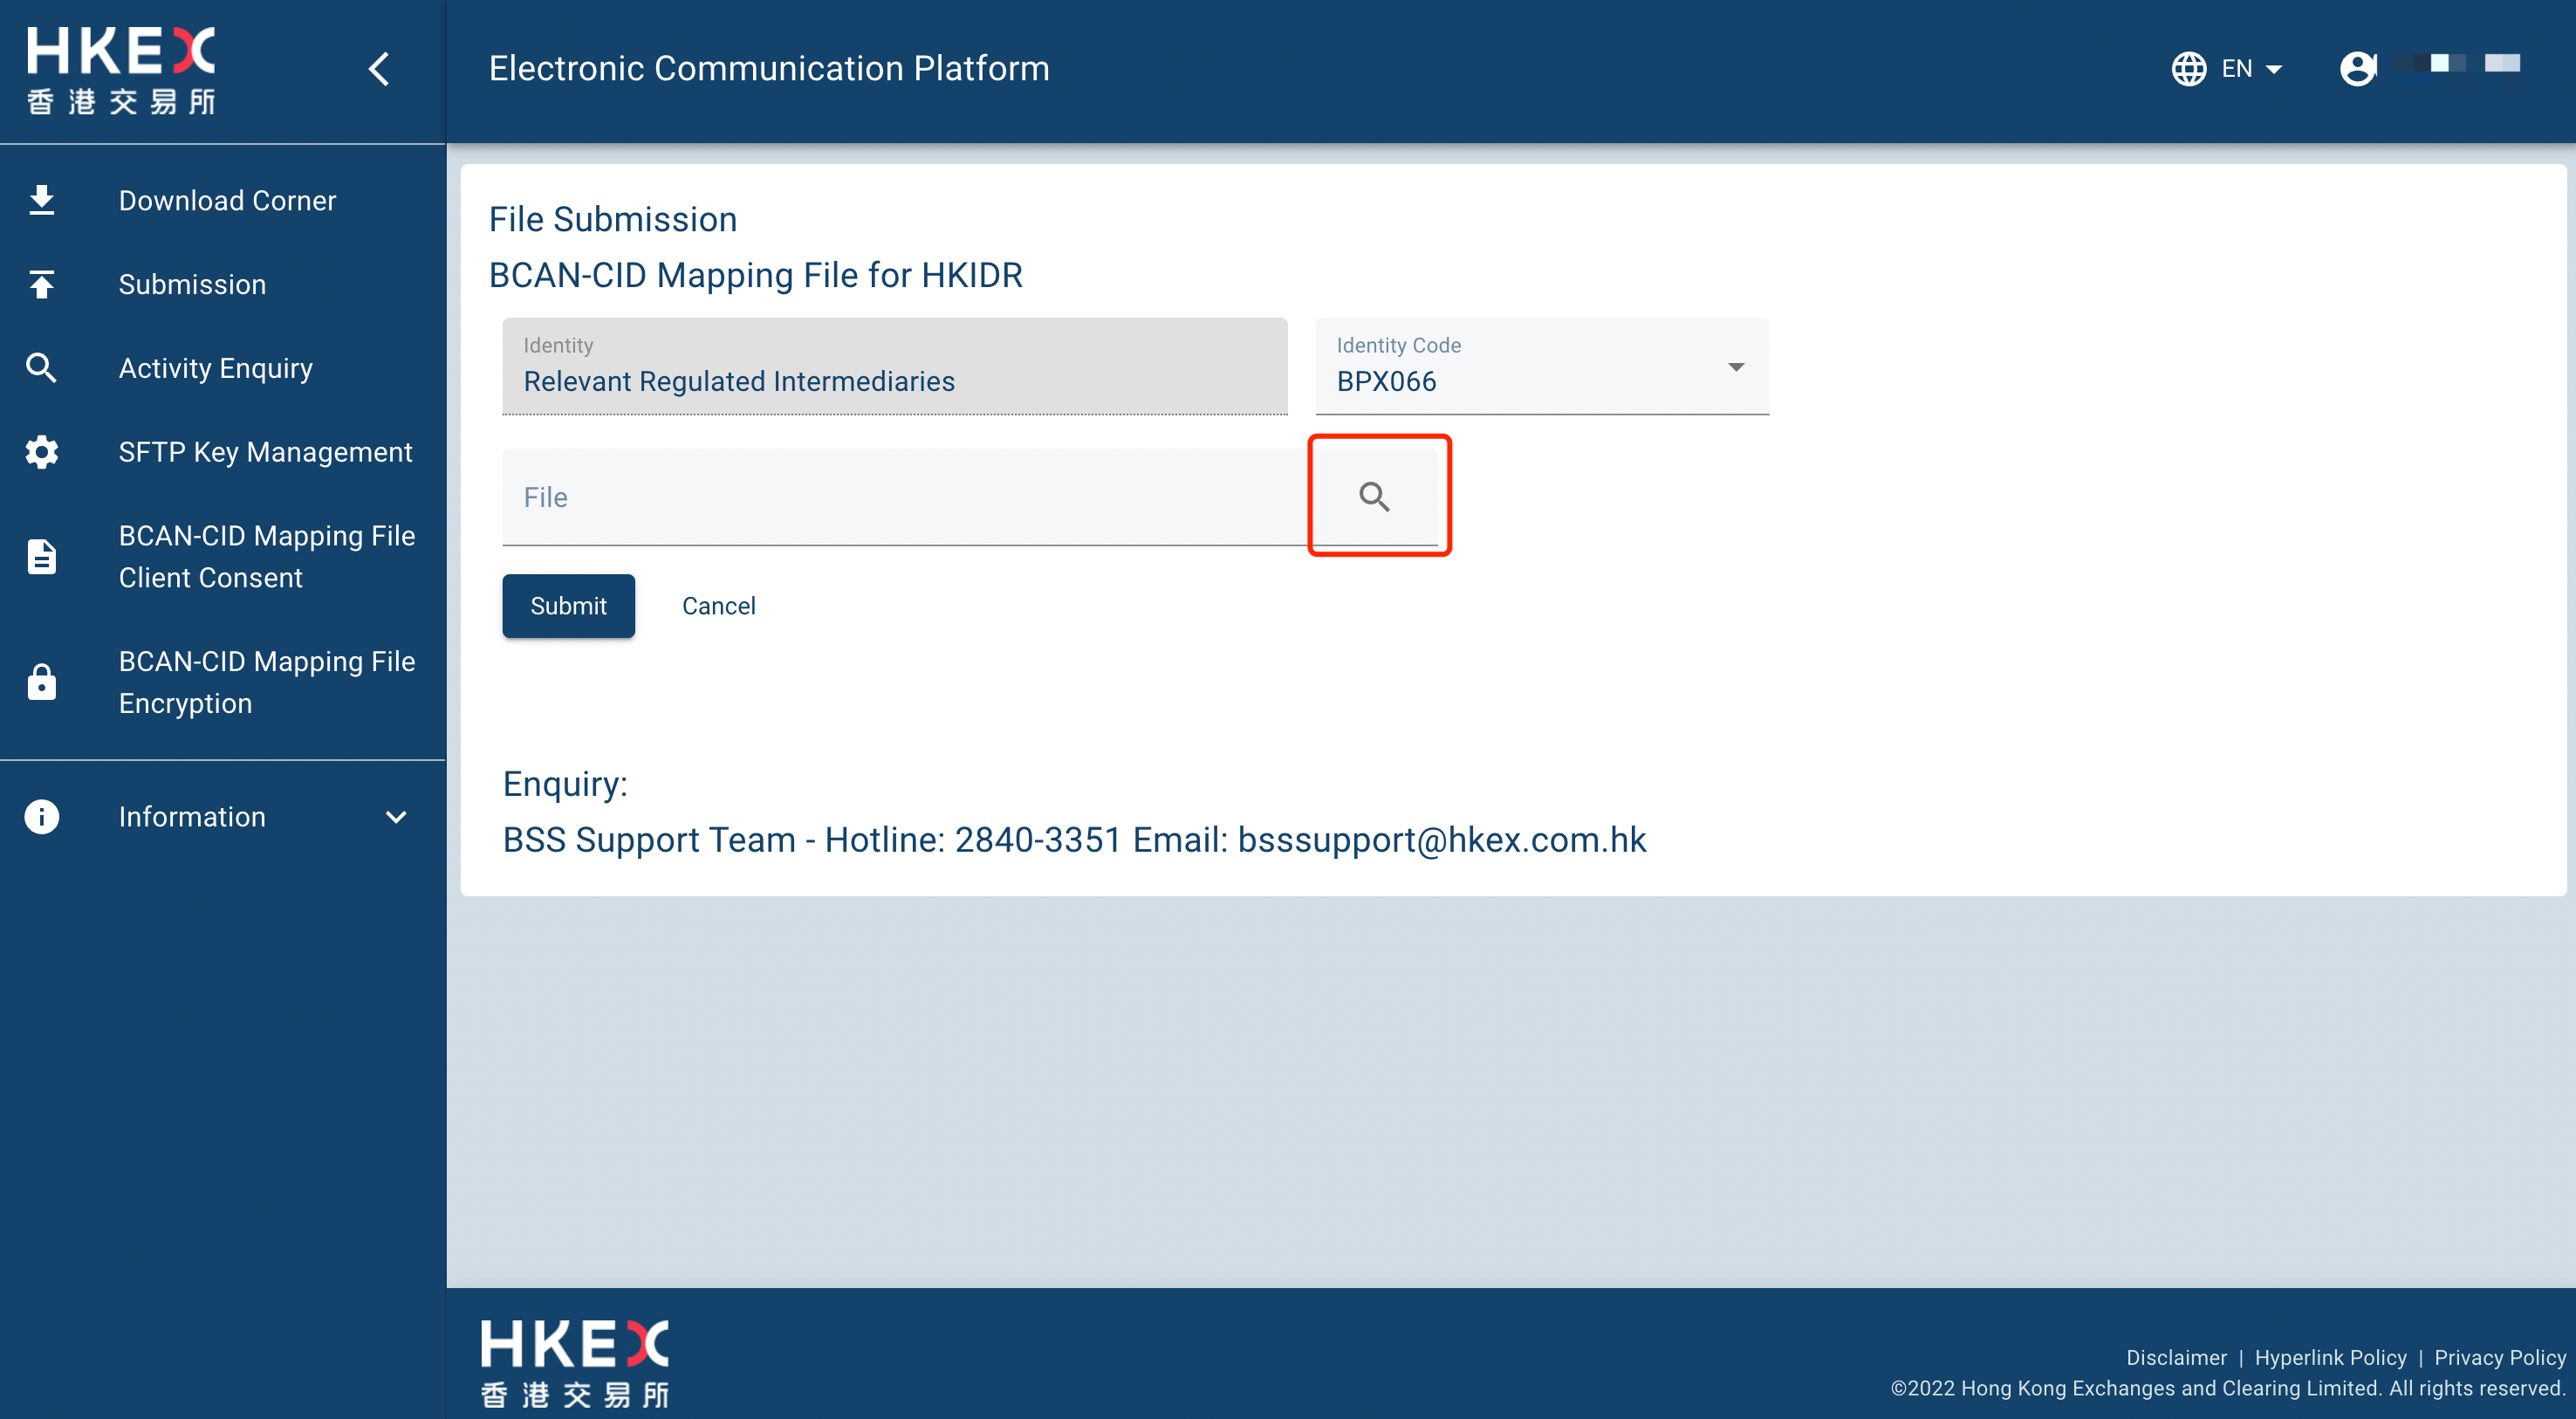 HKEX
香港交易所
Electronic Communication Platform
EN
Download Corner
Submission
Activity Enquiry
SFTP Key Management
BCAN-CID Mapping File
Client Consent
BCAN-CID Mapping File
Encryption
Information
File Submission
BCAN-CID Mapping File for HKIDR
Identity
Relevant Regulated Intermediaries
Identity Code
BPX066
File
Submit
Cancel
Enquiry:
BSS Support Team - Hotline: 2840-3351 Email: bsssupport@hkex.com.hk
HKEX
香港交易所
Disclaimer | Hyperlink Policy | Privacy Policy
©2022 Hong Kong Exchanges and Clearing Limited. All rights reserved.